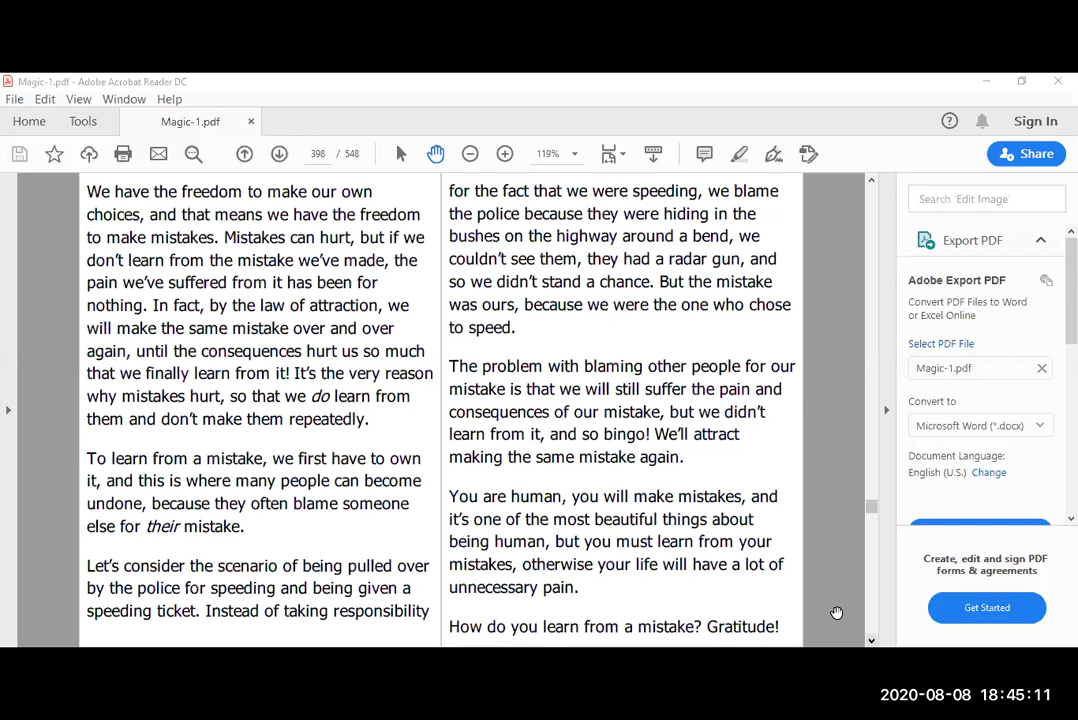 Magic-1.pdf - Adobe Acrobat Reader DC
File Edit View Window Help
Home Tools Magic-1.pdf Sign In
398 / 548 119% Share
We have the freedom to make our own
choices, and that means we have the freedom
to make mistakes. Mistakes can hurt, but if we
don't learn from the mistake we've made, the
pain we've suffered from it has been for
nothing. In fact, by the law of attraction, we
will make the same mistake over and over
again, until the consequences hurt us so much
that we finally learn from it! It's the very reason
why mistakes hurt, so that we do learn from
them and don't make them repeatedly.
To learn from a mistake, we first have to own
it, and this is where many people can become
undone, because they often blame someone
else for their mistake.
Let's consider the scenario of being pulled over
by the police for speeding and being given a
speeding ticket. Instead of taking responsibility
for the fact that we were speeding, we blame
the police because they were hiding in the
bushes on the highway around a bend, we
couldn't see them, they had a radar gun, and
so we didn't stand a chance. But the mistake
was ours, because we were the one who chose
to speed.
The problem with blaming other people for our
mistake is that we will still suffer the pain and
consequences of our mistake, but we didn't
learn from it, and so bingo! We'll attract
making the same mistake again.
You are human, you will make mistakes, and
it's one of the most beautiful things about
being human, but you must learn from your
mistakes, otherwise your life will have a lot of
unnecessary pain.
How do you learn from a mistake? Gratitude!
Search 'Edit Image'
Export PDF
Adobe Export PDF
Convert PDF Files to Word
or Excel Online
Select PDF File
Magic-1.pdf
Convert to
Microsoft Word (*.docx)
Document Language:
English (U.S.) Change
Create, edit and sign PDF
forms & agreements
Get Started
2020-08-08 18:45:11